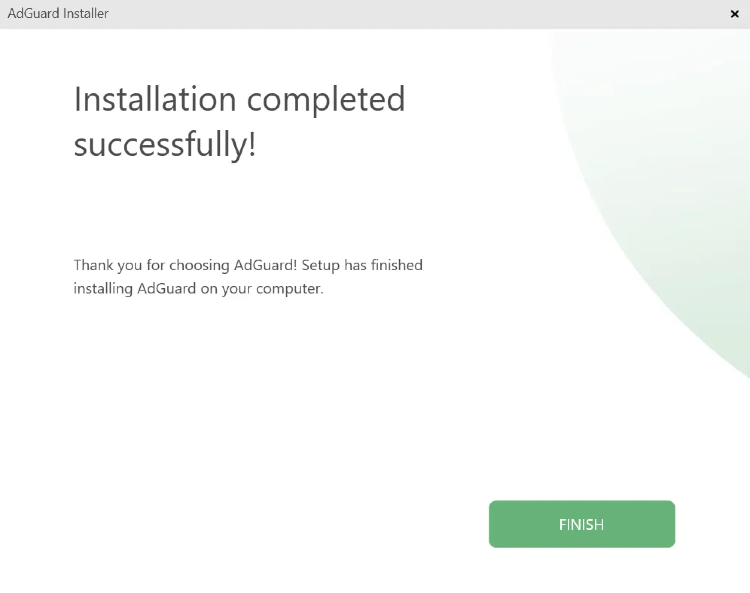 AdGuard Installer
Installation completed
successfully!
Thank you for choosing AdGuard! Setup has finished
installing AdGuard on your computer.
FINISH